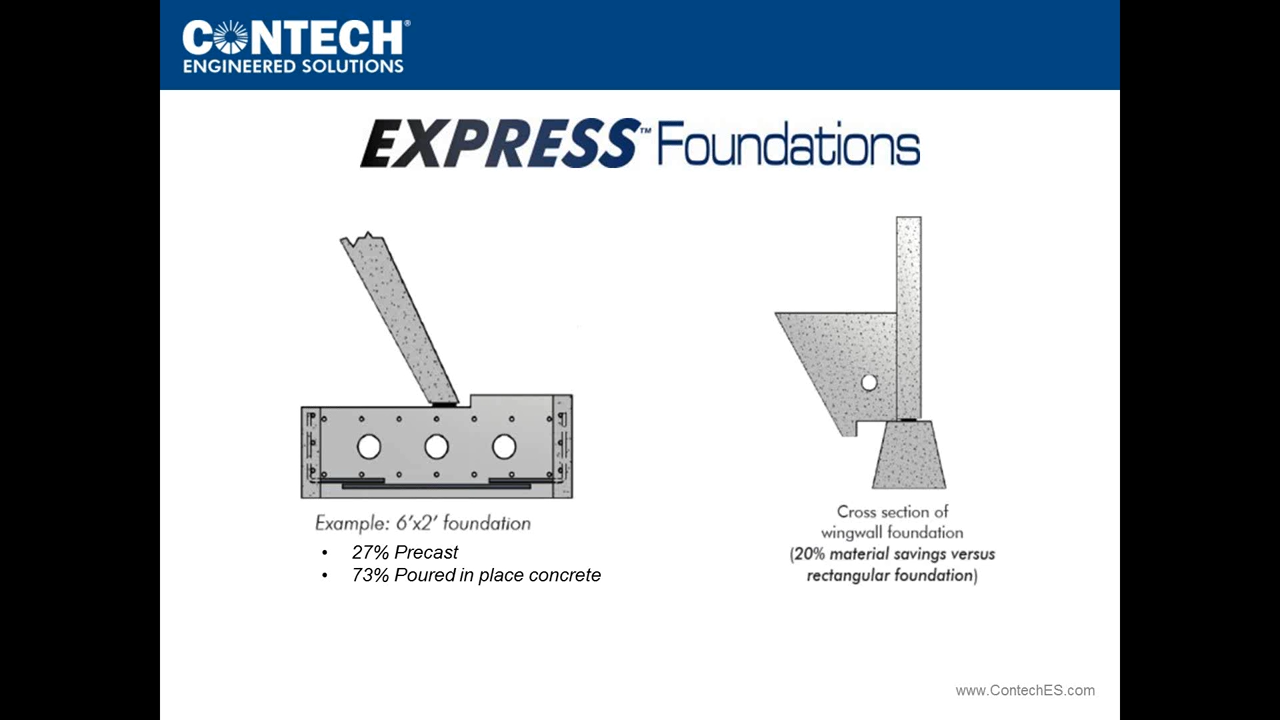 CONTECH®
ENGINEERED SOLUTIONS
EXPRESS™ Foundations
Example: 6'x2' foundation
• 27% Precast
• 73% Poured in place concrete
Cross section of
wingwall foundation
(20% material savings versus
rectangular foundation)
www.ContechES.com